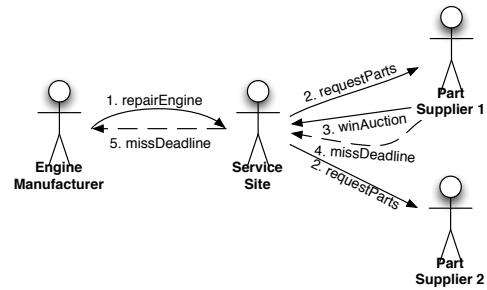 1. repairEngine
5. missDeadline
Engine
Manufacturer
Service
Site
2. requestParts
3. winAuction
4. missDeadline
2. requestParts
Part
Supplier 1
Part
Supplier 2